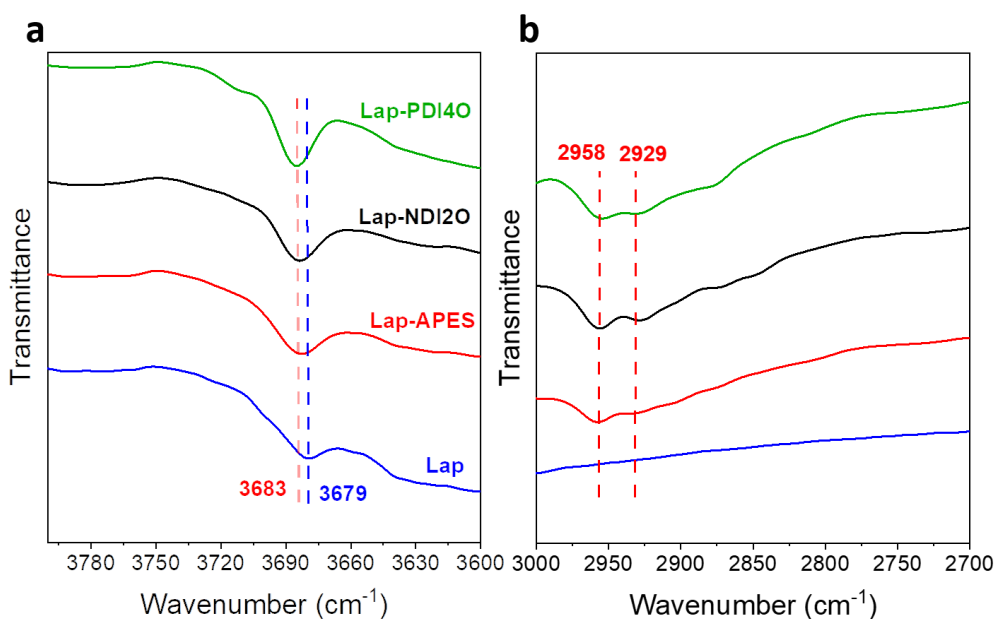 a
Lap-PDI4O
Lap-NDI2O
Lap-APES
Lap
3683
3679
Transmittance
3780 3750 3720 3690 3660 3630 3600
Wavenumber (cm⁻¹)
b
2958 2929
Transmittance
3000 2950 2900 2850 2800 2750 2700
Wavenumber (cm⁻¹)